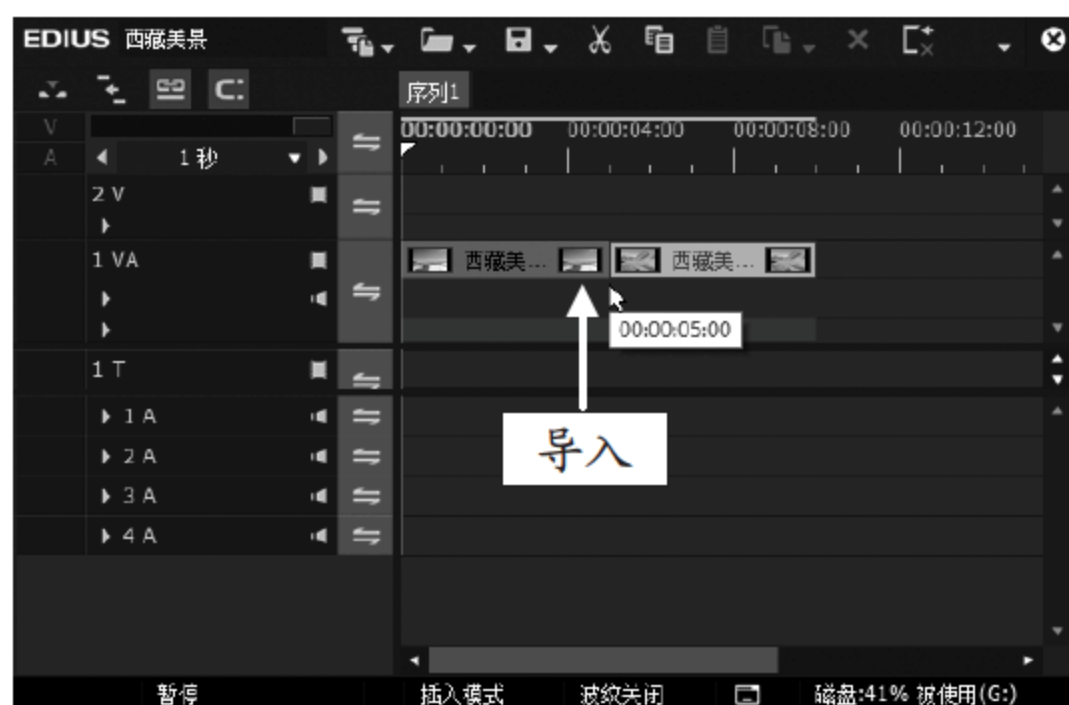 EDIUS 西藏美景
序列1
V
00:00:00:00 00:00:04:00 00:00:08:00 00:00:12:00
A 1秒
2 V
1 VA
西藏美... 西藏美...
00:00:05:00
1 T
导入
1 A
2 A
3 A
4 A
暂停 插入模式 波纹关闭 磁盘:41% 被使用(G:)